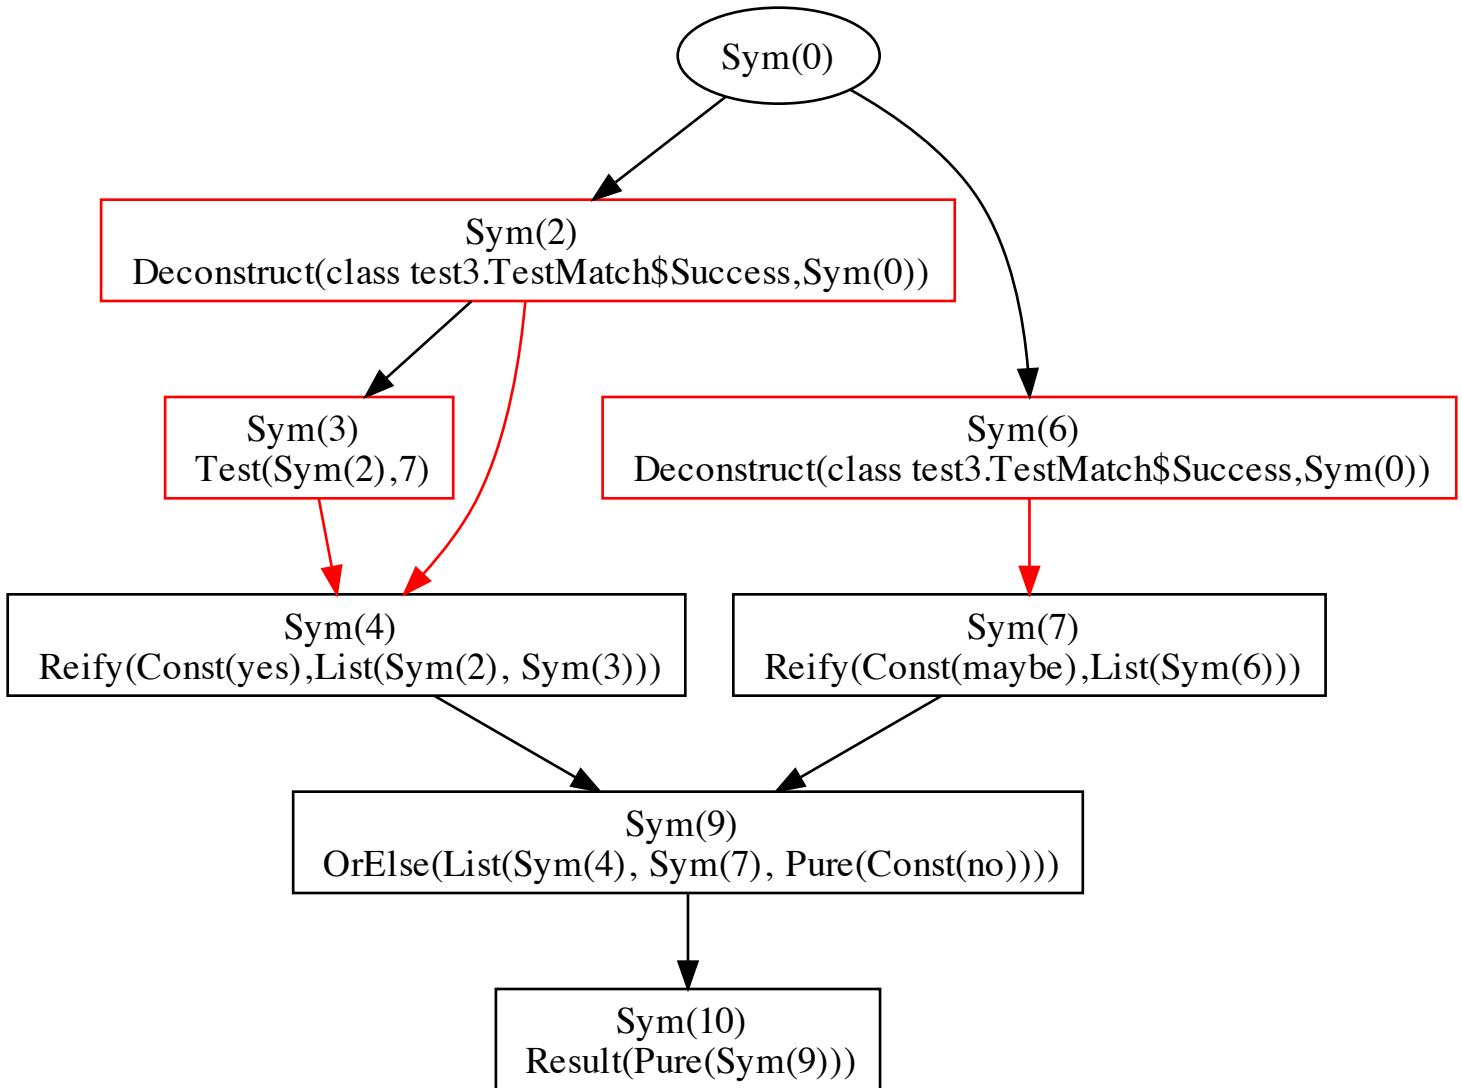 Sym(0)
Sym(2)
Deconstruct(class test3.TestMatch$Success,Sym(0))
Sym(3)
Test(Sym(2),7)
Sym(6)
Deconstruct(class test3.TestMatch$Success,Sym(0))
Sym(4)
Reify(Const(yes),List(Sym(2), Sym(3)))
Sym(7)
Reify(Const(maybe),List(Sym(6)))
Sym(9)
OrElse(List(Sym(4), Sym(7), Pure(Const(no))))
Sym(10)
Result(Pure(Sym(9)))